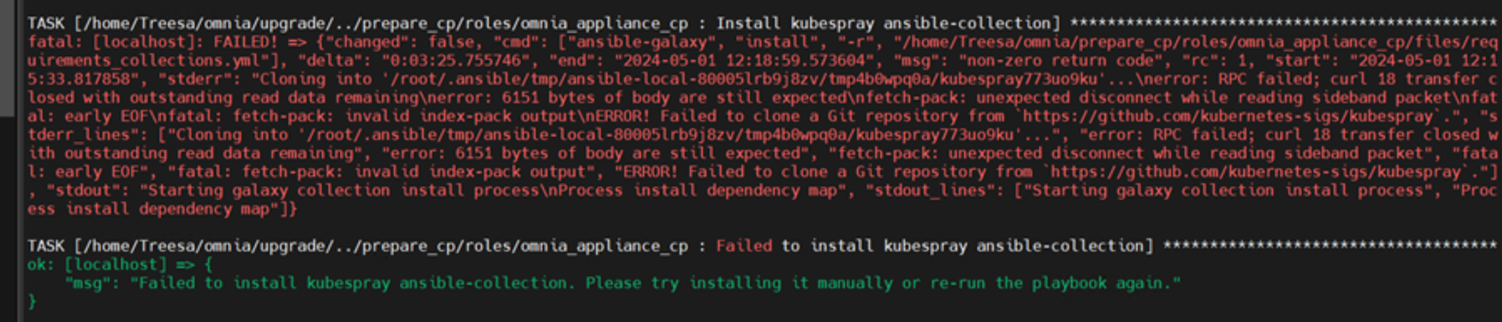 TASK [/home/Treesa/omnia/upgrade/../prepare_cp/roles/omnia_appliance_cp : Install kubespray ansible-collection] **********************************************
fatal: [localhost]: FAILED! => {"changed": false, "cmd": ["ansible-galaxy", "install", "-r", "/home/Treesa/omnia/prepare_cp/roles/omnia_appliance_cp/files/req
uirements_collections.yml"], "delta": "0:03:25.755746", "end": "2024-05-01 12:18:59.573604", "msg": "non-zero return code", "rc": 1, "start": "2024-05-01 12:1
5:33.817858", "stderr": "Cloning into '/root/.ansible/tmp/ansible-local-80005lrb9j8zv/tmp4b0wpq0a/kubespray773uo9ku'...\nerror: RPC failed; curl 18 transfer c
losed with outstanding read data remaining\nerror: 6151 bytes of body are still expected\nfetch-pack: unexpected disconnect while reading sideband packet\nfat
al: early EOF\nfatal: fetch-pack: invalid index-pack output\nERROR! Failed to clone a Git repository from `https://github.com/kubernetes-sigs/kubespray`.", "s
tderr_lines": ["Cloning into '/root/.ansible/tmp/ansible-local-80005lrb9j8zv/tmp4b0wpq0a/kubespray773uo9ku'...", "error: RPC failed; curl 18 transfer closed w
ith outstanding read data remaining", "error: 6151 bytes of body are still expected", "fetch-pack: unexpected disconnect while reading sideband packet", "fata
l: early EOF", "fatal: fetch-pack: invalid index-pack output", "ERROR! Failed to clone a Git repository from `https://github.com/kubernetes-sigs/kubespray`."]
, "stdout": "Starting galaxy collection install process\nProcess install dependency map", "stdout_lines": ["Starting galaxy collection install process", "Proc
ess install dependency map"]}
TASK [/home/Treesa/omnia/upgrade/../prepare_cp/roles/omnia_appliance_cp : Failed to install kubespray ansible-collection] ************************************
ok: [localhost] => {
"msg": "Failed to install kubespray ansible-collection. Please try installing it manually or re-run the playbook again."
}